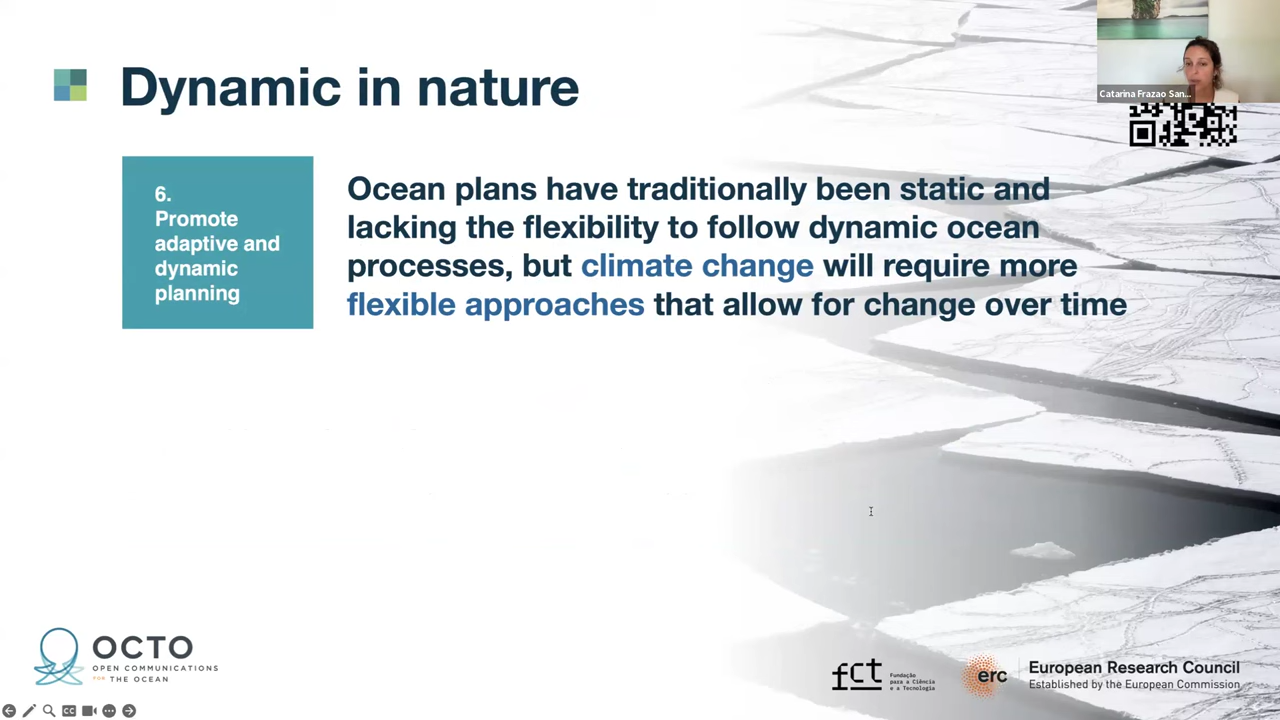 Dynamic in nature
Catarina Frazao San...
6.
Promote
adaptive and
dynamic
planning
Ocean plans have traditionally been static and
lacking the flexibility to follow dynamic ocean
processes, but climate change will require more
flexible approaches that allow for change over time
OCTO
OPEN COMMUNICATIONS
FOR THE OCEAN
fct
Fundação
para a Ciência
e a Tecnologia
erc
European Research Council
Established by the European Commission
CC